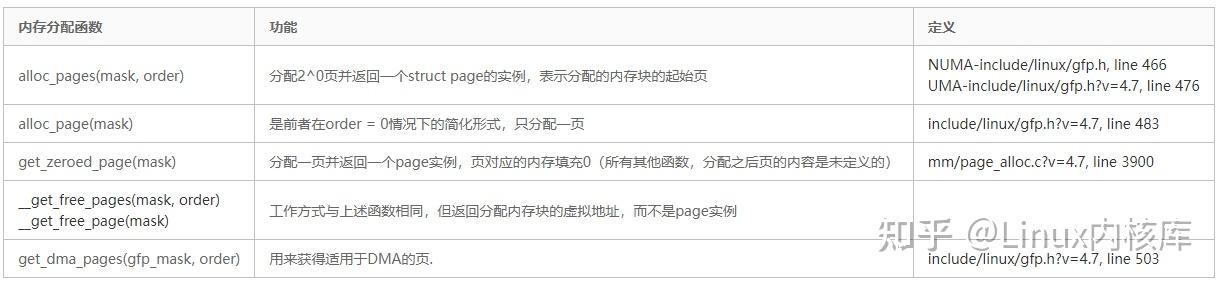 内存分配函数 功能 定义
alloc_pages(mask, order) 分配2^0页并返回一个struct page的实例，表示分配的内存块的起始页 NUMA-include/linux/gfp.h, line 466
UMA-include/linux/gfp.h?v=4.7, line 476
alloc_page(mask) 是前者在order = 0情况下的简化形式，只分配一页 include/linux/gfp.h?v=4.7, line 483
get_zeroed_page(mask) 分配一页并返回一个page实例，页对应的内存填充0（所有其他函数，分配之后页的内容是未定义的） mm/page_alloc.c?v=4.7, line 3900
__get_free_pages(mask, order)
__get_free_page(mask) 工作方式与上述函数相同，但返回分配内存块的虚拟地址，而不是page实例
get_dma_pages(gfp_mask, order) 用来获得适用于DMA的页. include/linux/gfp.h?v=4.7, line 503
知乎 @Linux内核库